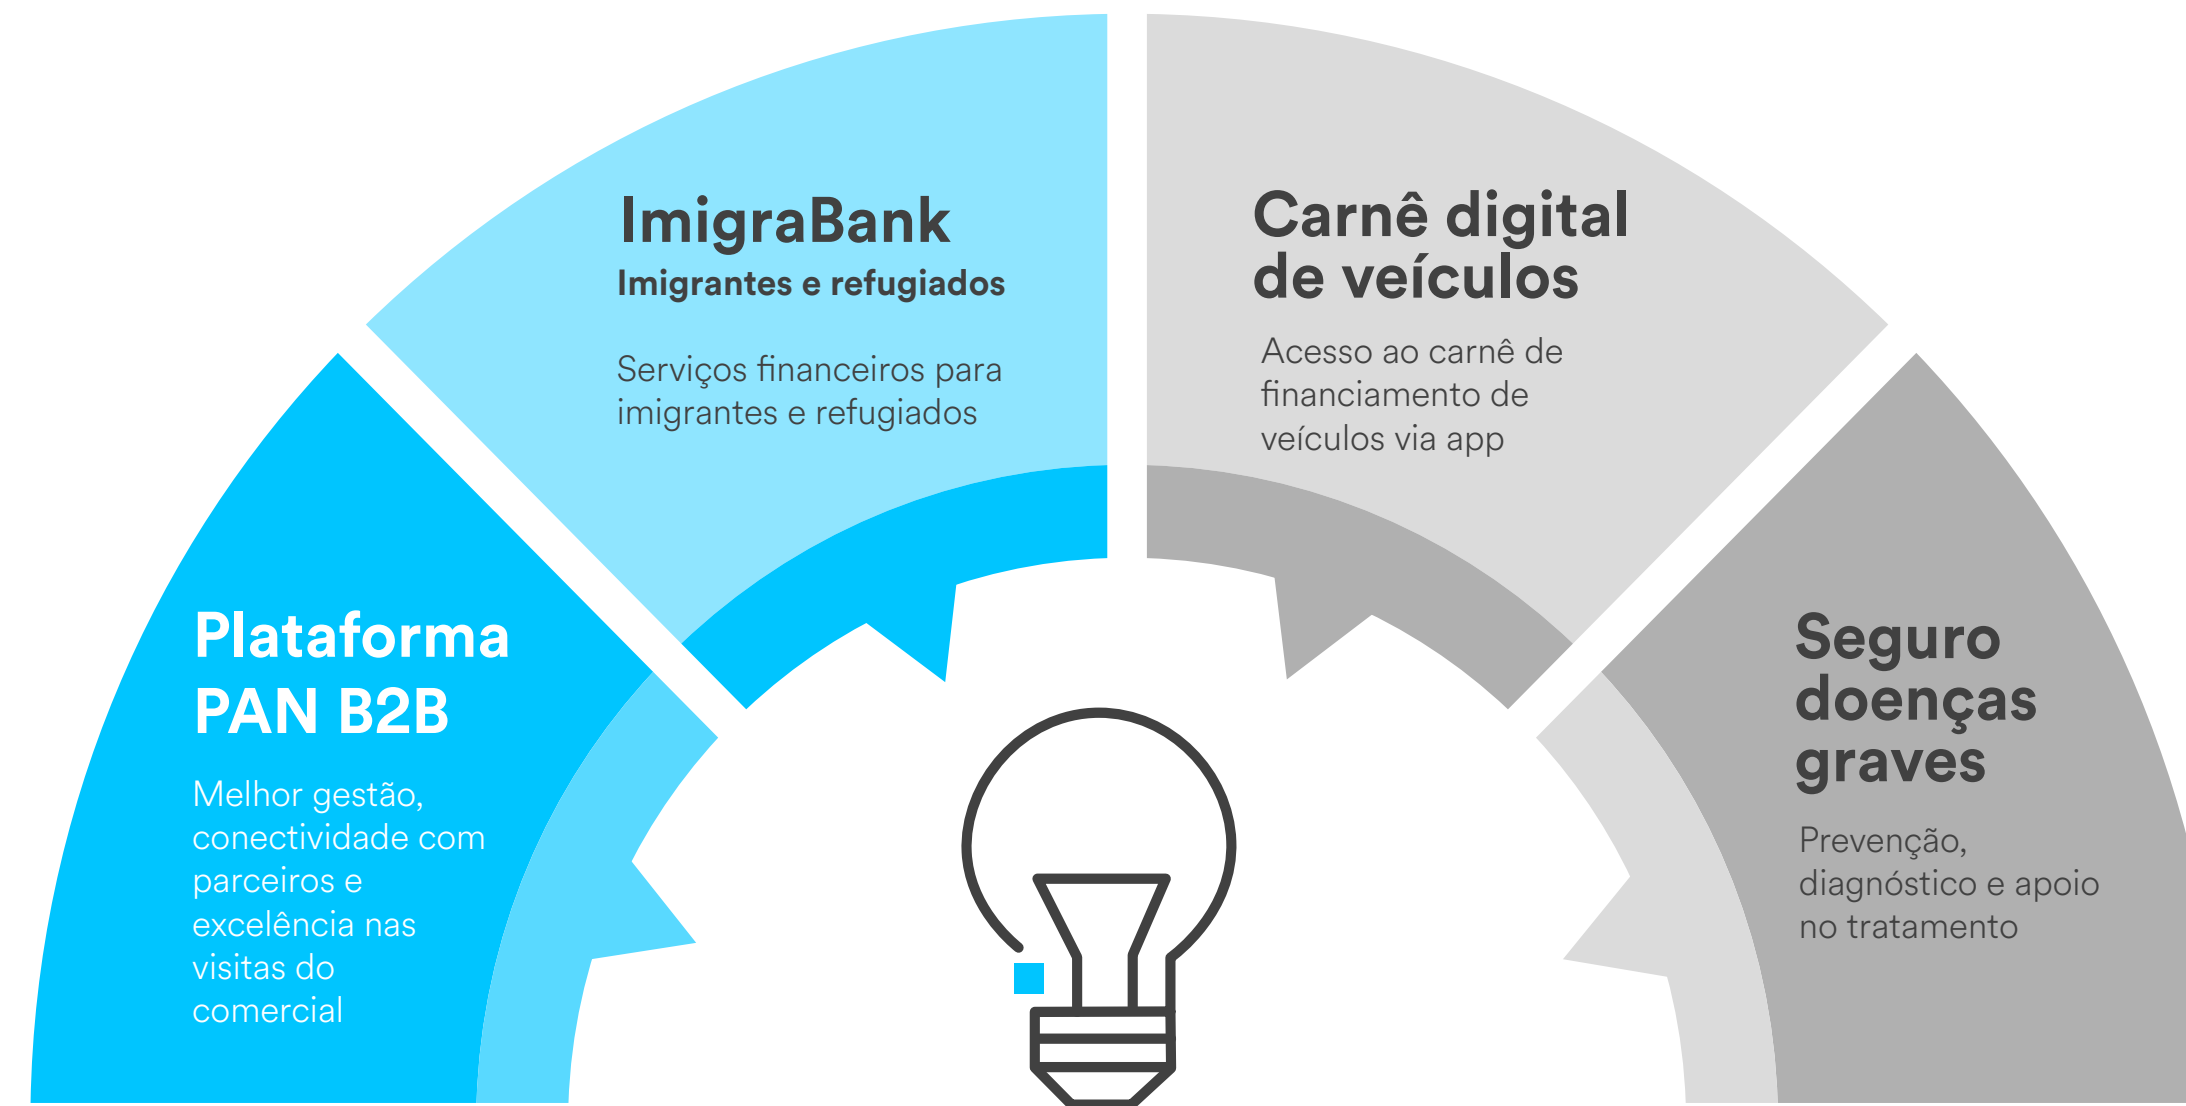 Plataforma
PAN B2B
Melhor gestão,
conectividade com
parceiros e
excelência nas
visitas do
comercial
ImigraBank
Imigrantes e refugiados
Serviços financeiros para
imigrantes e refugiados
Carnê digital
de veículos
Acesso ao carnê de
financiamento de
veículos via app
Seguro
doenças
graves
Prevenção,
diagnóstico e apoio
no tratamento